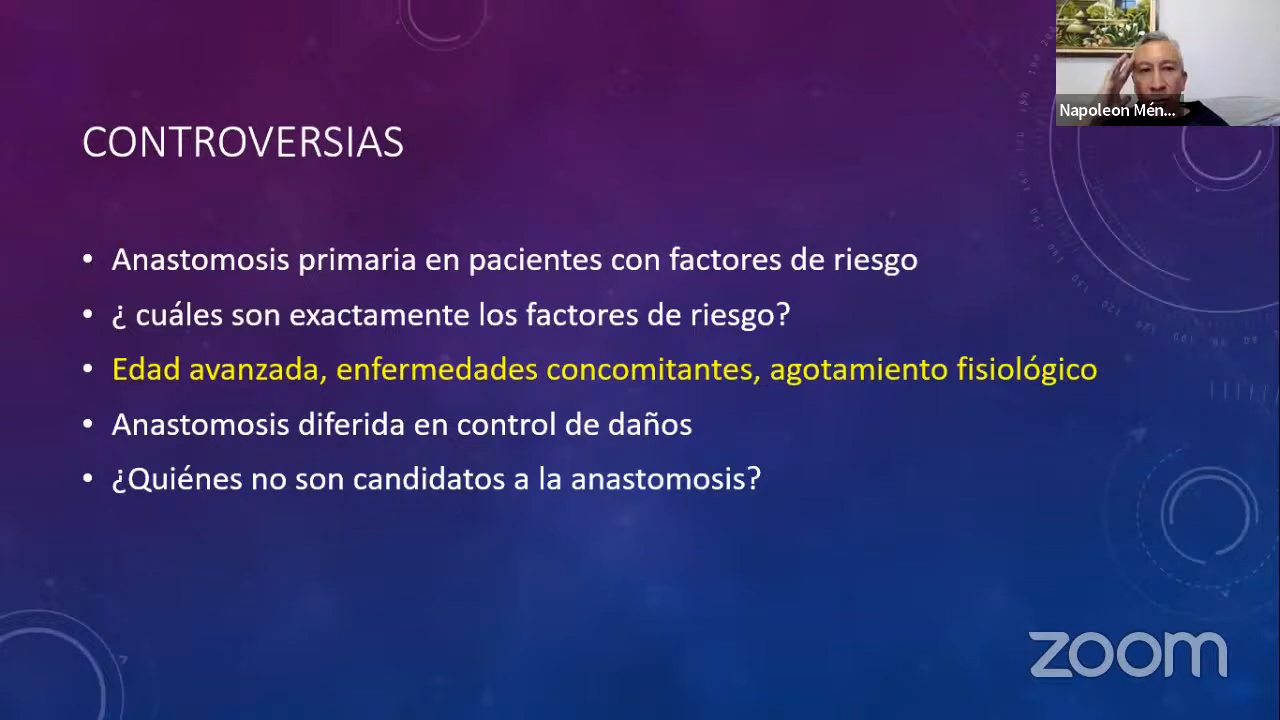 Napoleon Mén...
CONTROVERSIAS
• Anastomosis primaria en pacientes con factores de riesgo
• ¿ cuáles son exactamente los factores de riesgo?
• Edad avanzada, enfermedades concomitantes, agotamiento fisiológico
• Anastomosis diferida en control de daños
• ¿Quiénes no son candidatos a la anastomosis?
zoom